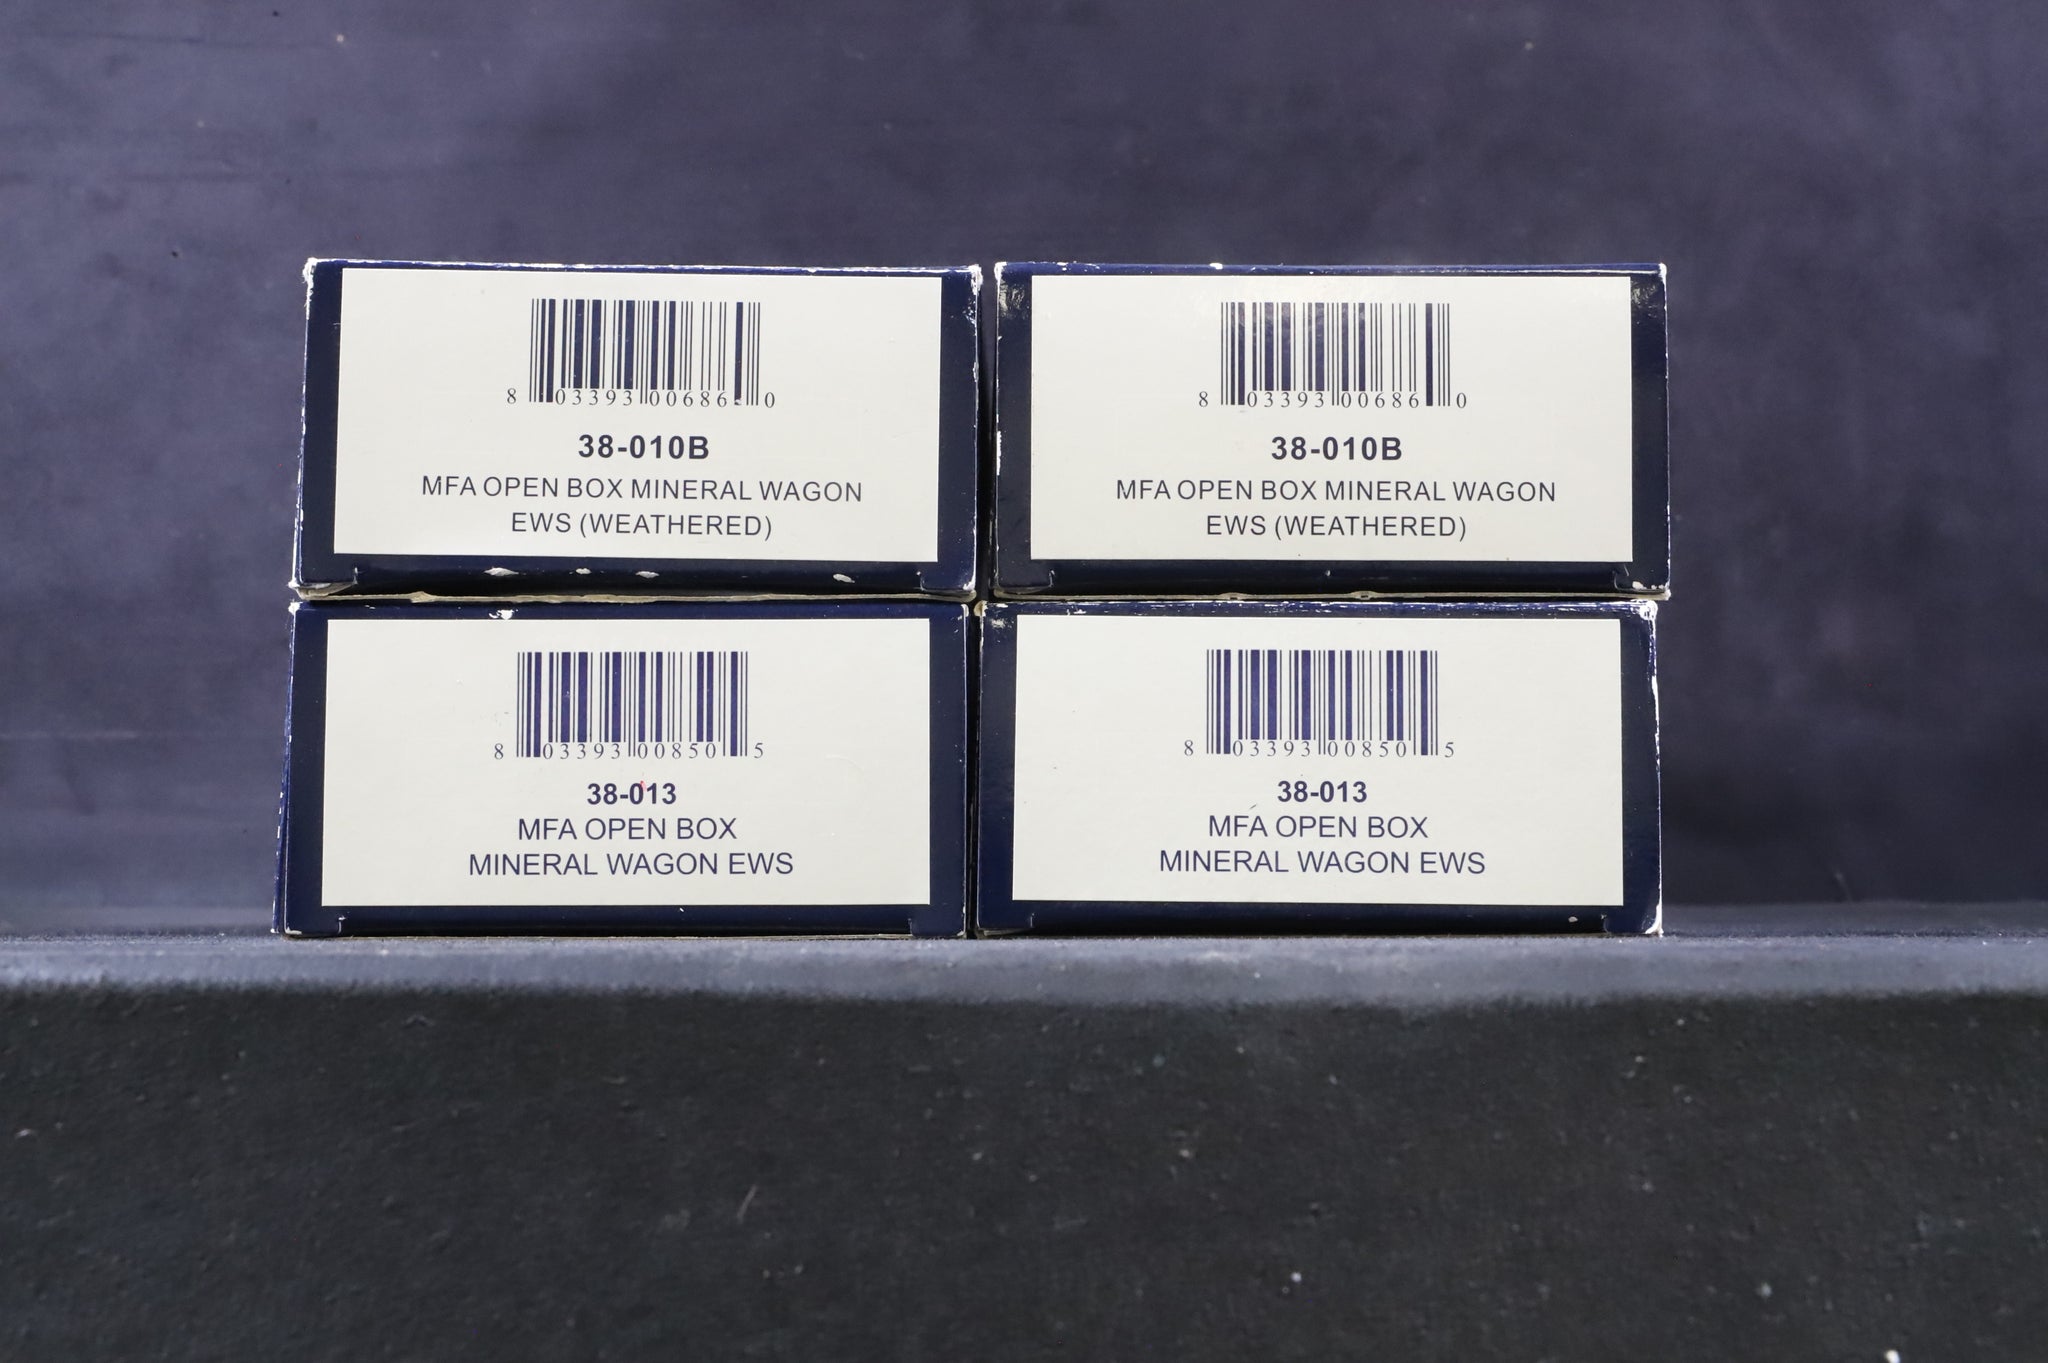 8 03393 00686 0
38-010B
MFA OPEN BOX MINERAL WAGON
EWS (WEATHERED)
8 03393 00686 0
38-010B
MFA OPEN BOX MINERAL WAGON
EWS (WEATHERED)
8 03393 00850 5
38-013
MFA OPEN BOX
MINERAL WAGON EWS
8 03393 00850 5
38-013
MFA OPEN BOX
MINERAL WAGON EWS